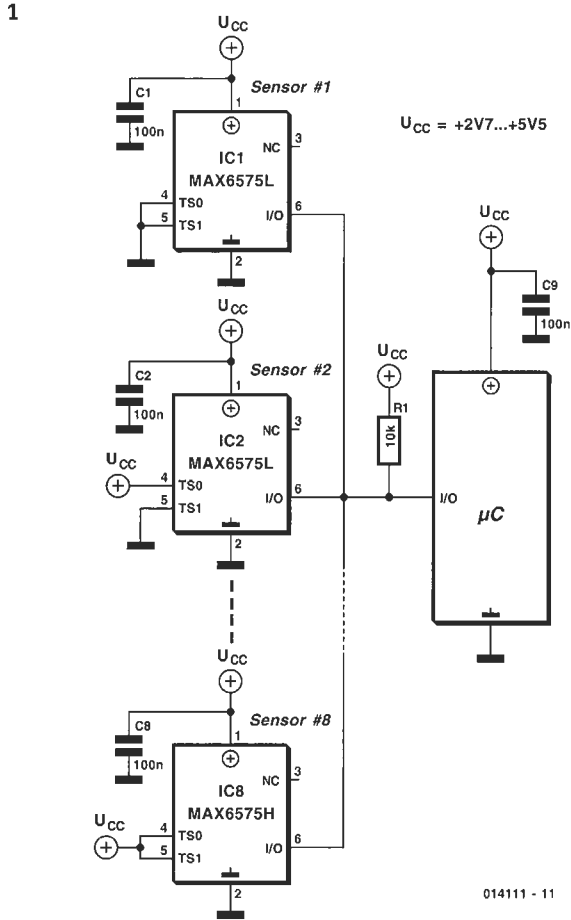 1
UCC
C1
100n
Sensor #1
1
IC1
MAX6575L
NC
3
4
TS0
5
TS1
I/O
6
2
UCC = +2V7...+5V5
UCC
C2
100n
Sensor #2
1
IC2
MAX6575L
NC
3
UCC
4
TS0
5
TS1
I/O
6
2
UCC
R1
10k
UCC
C9
100n
I/O
µC
UCC
C8
100n
Sensor #8
1
IC8
MAX6575H
NC
3
UCC
4
TS0
5
TS1
I/O
6
2
014111 - 11